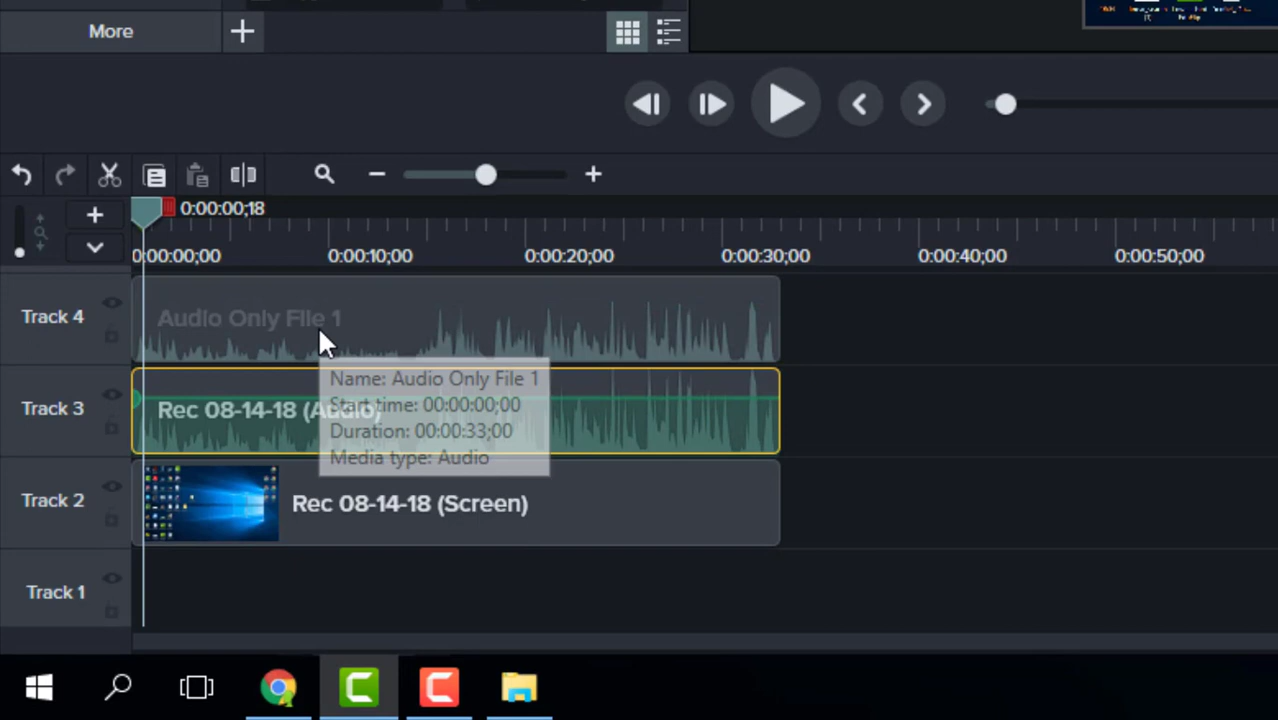 More
0:00:00;18
0:00:00;00 0:00:10;00 0:00:20;00 0:00:30;00 0:00:40;00 0:00:50;00
Track 4 Audio Only File 1
Name: Audio Only File 1
Start time: 00:00:00;00
Duration: 00:00:33;00
Media type: Audio
Track 3 Rec 08-14-18 (Audio)
Track 2 Rec 08-14-18 (Screen)
Track 1